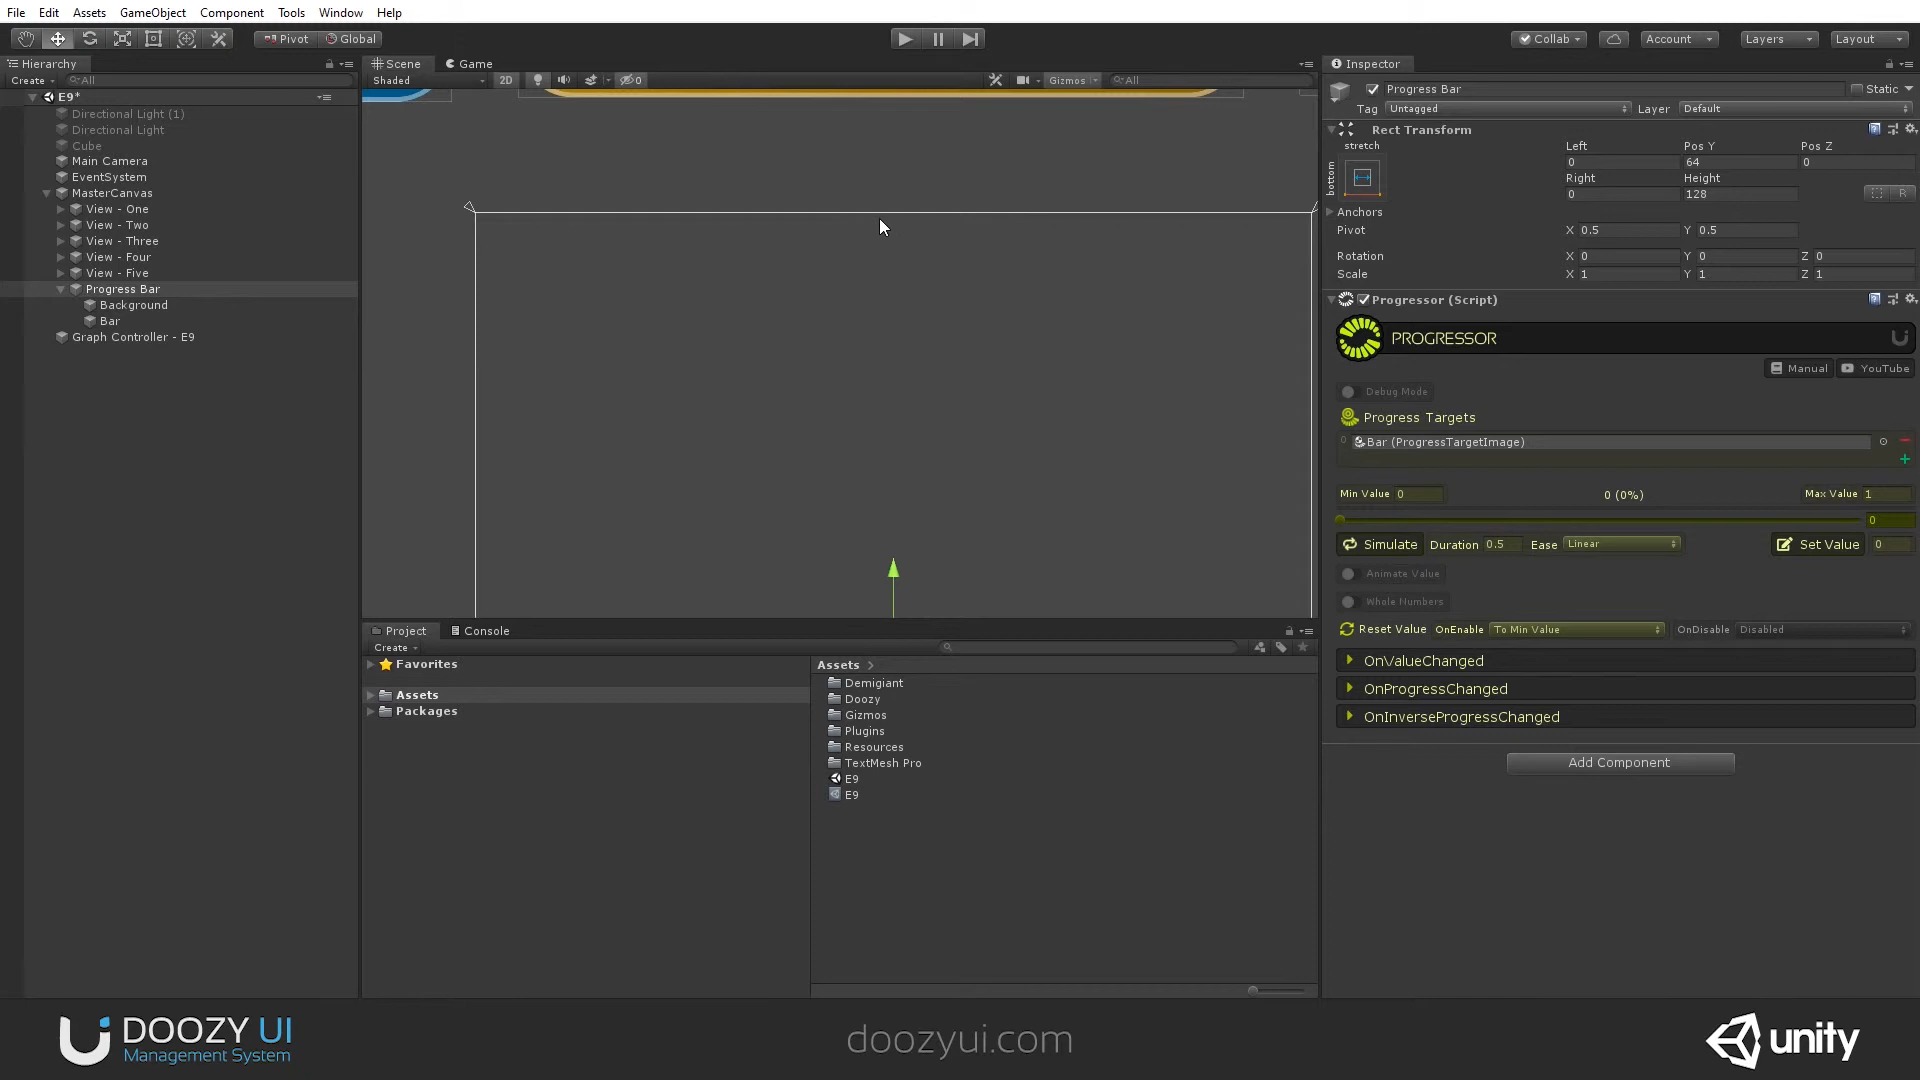 File Edit Assets GameObject Component Tools Window Help
Pivot Global Collab Account Layers Layout
Hierarchy
Create All
E9*
Directional Light (1)
Directional Light
Cube
Main Camera
EventSystem
MasterCanvas
View - One
View - Two
View - Three
View - Four
View - Five
Progress Bar
Background
Bar
Graph Controller - E9
Scene Game
Shaded 2D 0 Gizmos All
Project Console
Create
Favorites
Assets
Packages
Assets
Demigiant
Doozy
Gizmos
Plugins
Resources
TextMesh Pro
E9
E9
Inspector
Progress Bar Static
Tag Untagged Layer Default
Rect Transform
stretch
bottom
Left Pos Y Pos Z
0 64 0
Right Height
0 128 R
Anchors
Pivot X 0.5 Y 0.5
Rotation X 0 Y 0 Z 0
Scale X 1 Y 1 Z 1
Progressor (Script)
PROGRESSOR
Manual YouTube
Debug Mode
Progress Targets
0 Bar (ProgressTargetImage)
Min Value 0 0 (0%) Max Value 1
0
Simulate Duration 0.5 Ease Linear Set Value 0
Animate Value
Whole Numbers
Reset Value OnEnable To Min Value OnDisable Disabled
OnValueChanged
OnProgressChanged
OnInverseProgressChanged
Add Component
DOOZY UI
Management System
doozyui.com
unity